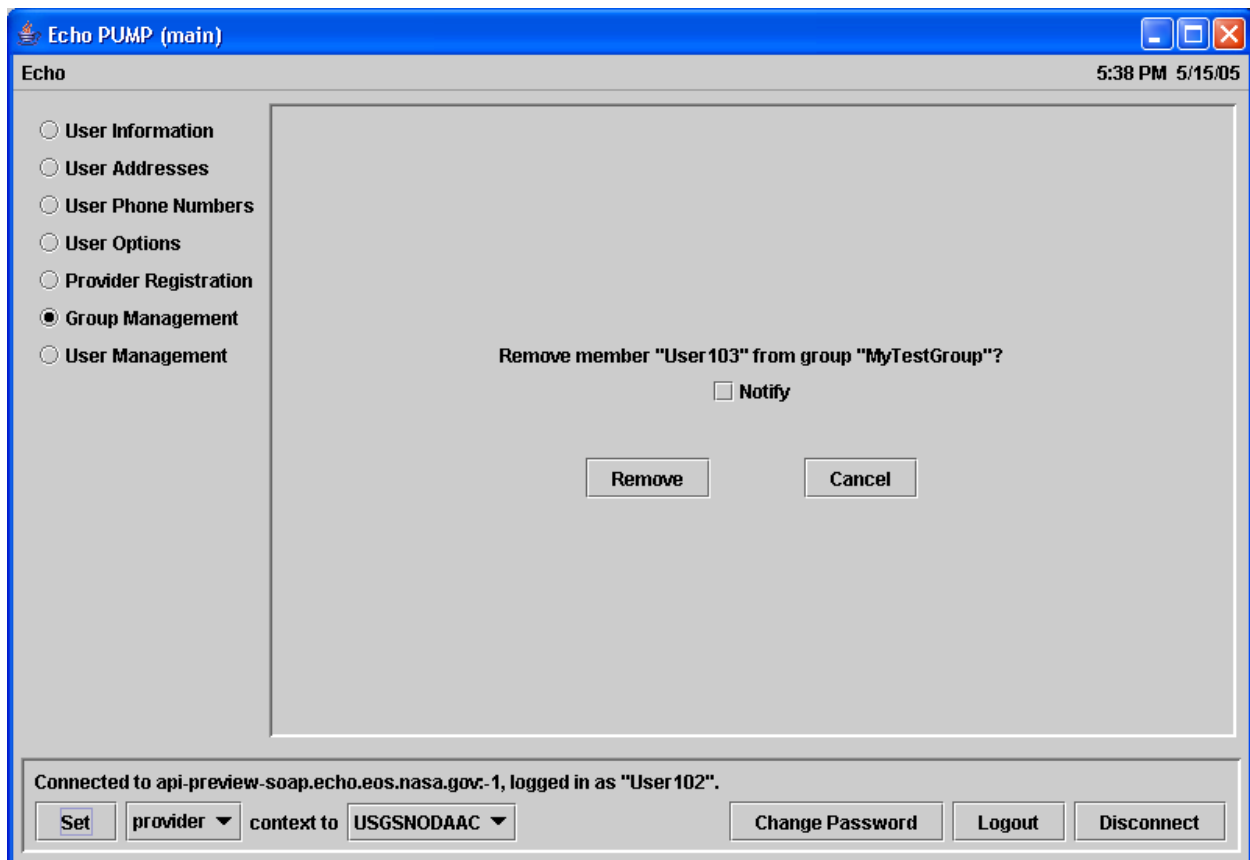 Echo PUMP (main)
Echo 5:38 PM 5/15/05
User Information
User Addresses
User Phone Numbers
User Options
Provider Registration
Group Management
User Management
Remove member "User103" from group "MyTestGroup"?
Notify
Remove Cancel
Connected to api-preview-soap.echo.eos.nasa.gov:-1, logged in as "User102".
Set provider context to USGSNODAAC Change Password Logout Disconnect